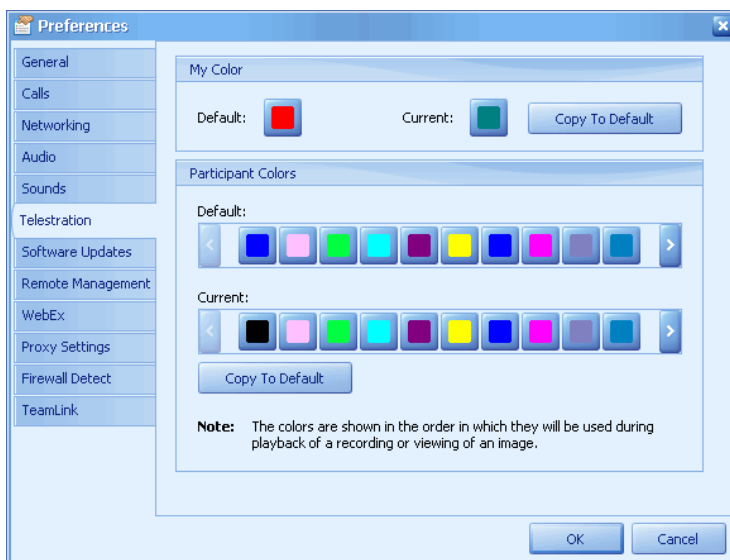 Preferences
General
Calls
Networking
Audio
Sounds
Telestration
Software Updates
Remote Management
WebEx
Proxy Settings
Firewall Detect
TeamLink
My Color
Default: Current: Copy To Default
Participant Colors
Default:
Current:
Copy To Default
Note: The colors are shown in the order in which they will be used during
playback of a recording or viewing of an image.
OK Cancel